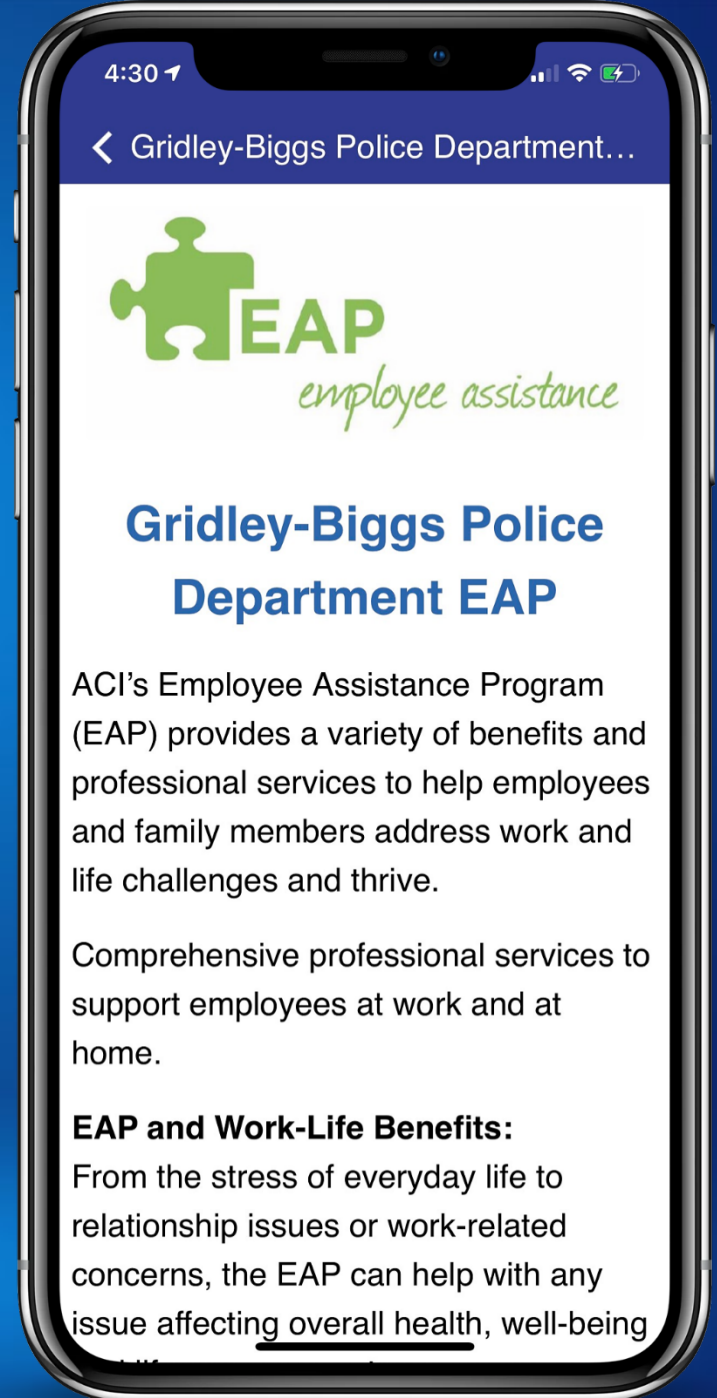 4:30
Gridley-Biggs Police Department...
EAP
employee assistance
Gridley-Biggs Police
Department EAP
ACI’s Employee Assistance Program
(EAP) provides a variety of benefits and
professional services to help employees
and family members address work and
life challenges and thrive.
Comprehensive professional services to
support employees at work and at
home.
EAP and Work-Life Benefits:
From the stress of everyday life to
relationship issues or work-related
concerns, the EAP can help with any
issue affecting overall health, well-being